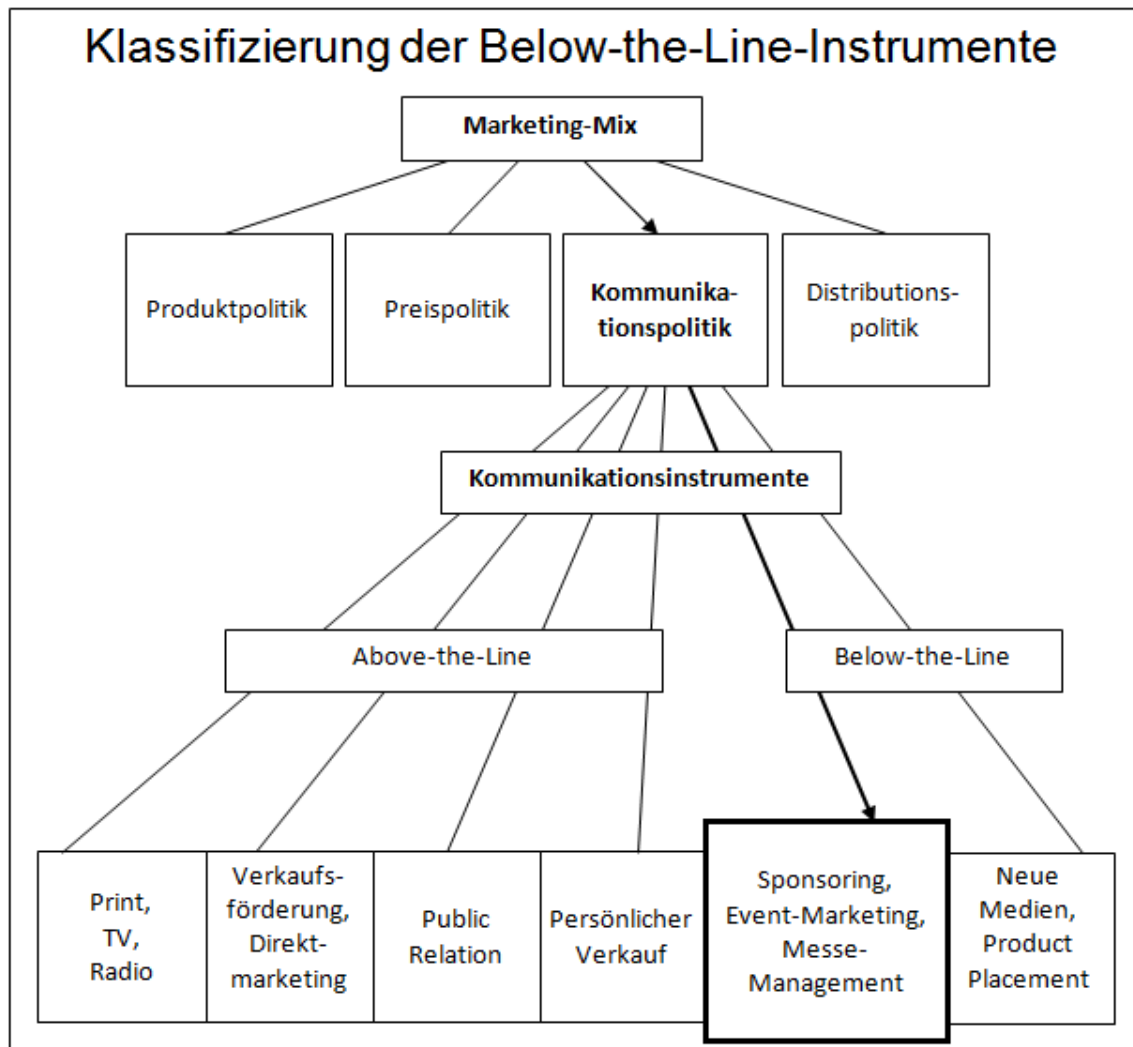 Klassifizierung der Below-the-Line-Instrumente
Marketing-Mix
Produktpolitik
Preispolitik
Kommunika-
tionspolitik
Distributions-
politik
Kommunikationsinstrumente
Above-the-Line
Below-the-Line
Print,
TV,
Radio
Verkaufs-
förderung,
Direkt-
marketing
Public
Relation
Persönlicher
Verkauf
Sponsoring,
Event-Marketing,
Messe-
Management
Neue
Medien,
Product
Placement